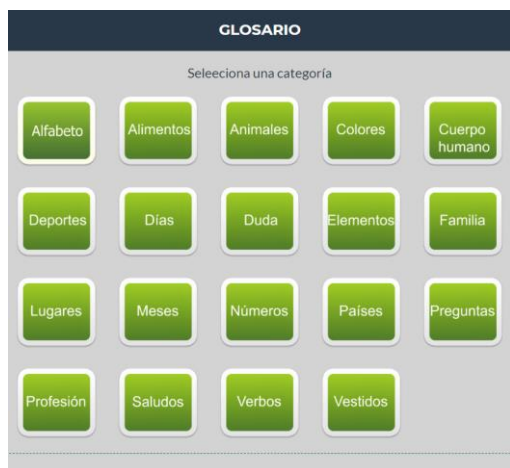 GLOSARIO
Seleeciona una categoría
Alfabeto
Alimentos
Animales
Colores
Cuerpo
humano
Deportes
Días
Duda
Elementos
Familia
Lugares
Meses
Números
Países
Preguntas
Profesión
Saludos
Verbos
Vestidos